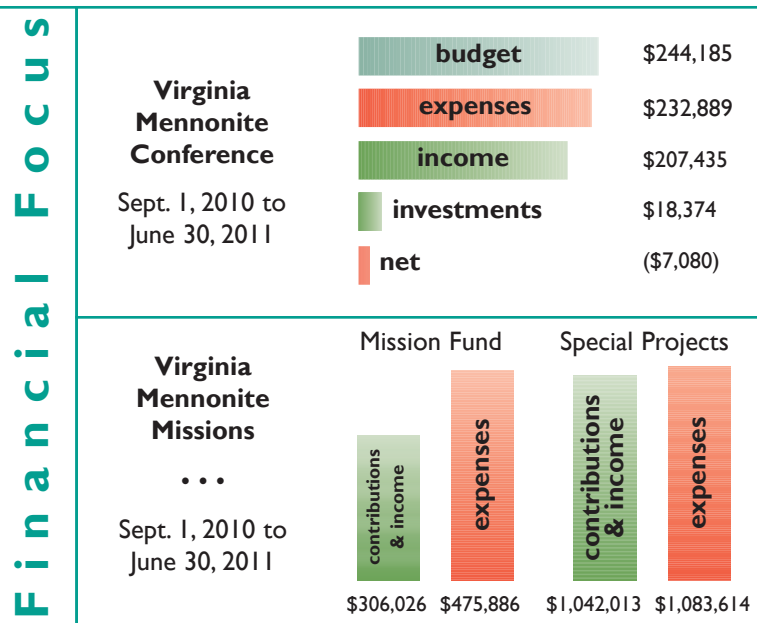 Financial Focus
Virginia
Mennonite
Conference
Sept. 1, 2010 to
June 30, 2011
budget $244,185
expenses $232,889
income $207,435
investments $18,374
net ($7,080)
Virginia
Mennonite
Missions
• • •
Sept. 1, 2010 to
June 30, 2011
Mission Fund Special Projects
contributions
& income
expenses
contributions
& income
expenses
$306,026 $475,886 $1,042,013 $1,083,614